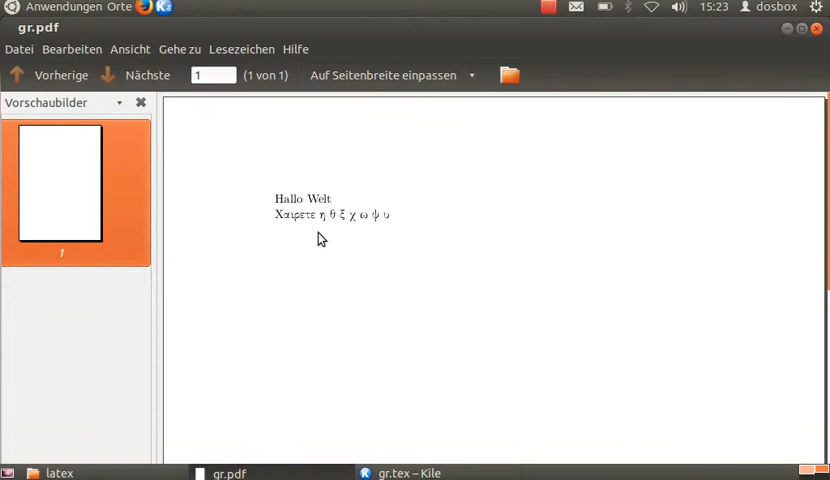 Anwendungen Orte 15:23 dosbox
gr.pdf
Datei Bearbeiten Ansicht Gehe zu Lesezeichen Hilfe
Vorherige Nächste 1 (1 von 1) Auf Seitenbreite einpassen
Vorschaubilder
Hallo Welt
Χαιρετε η θ ξ χ ω ψ υ
1
latex gr.pdf gr.tex – Kile